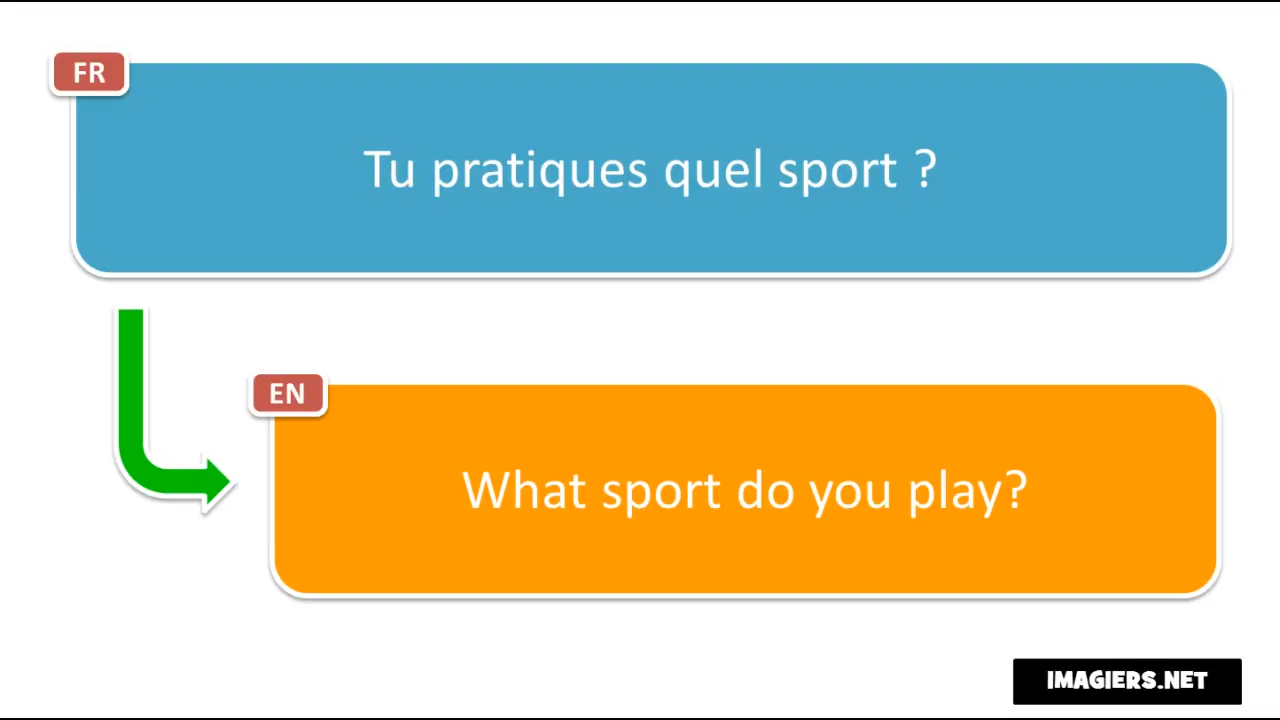 FR
Tu pratiques quel sport ?
EN
What sport do you play?
IMAGIERS.NET